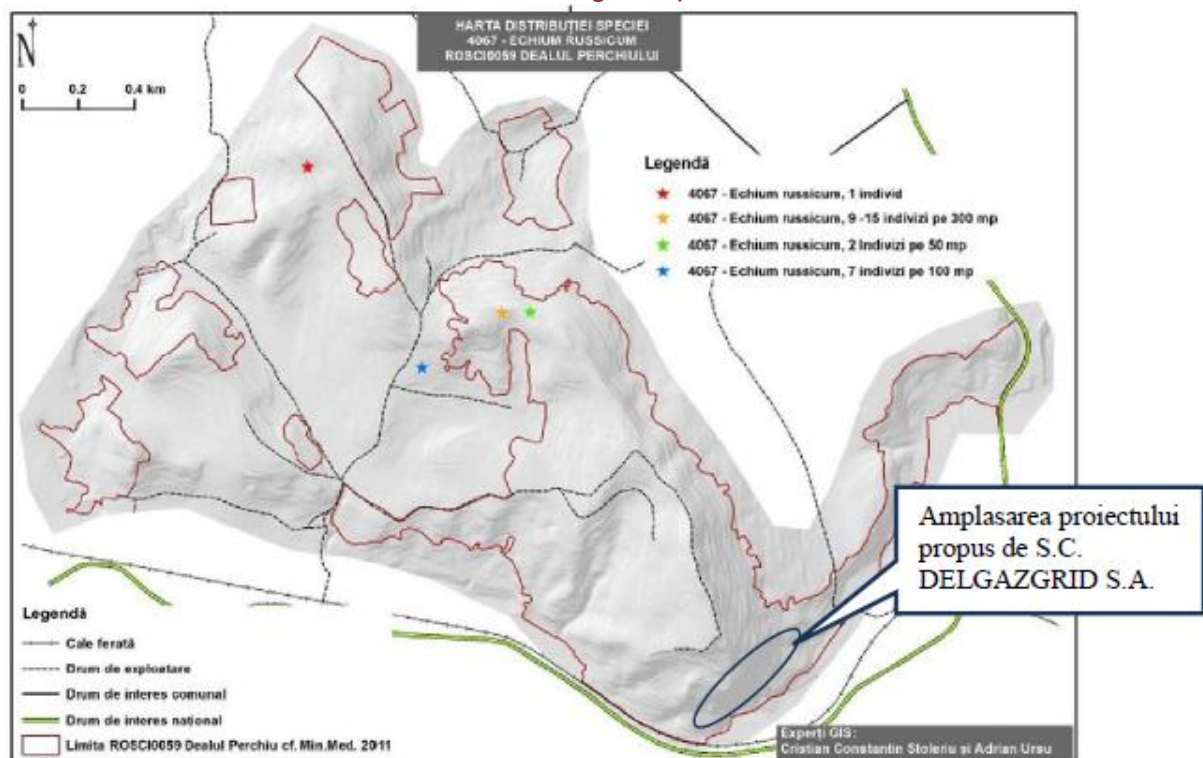 HARTA DISTRIBUȚIEI SPECIEI
4067 - ECHIUM RUSSICUM
ROSCI0059 DEALUL PERCHIULUI
N
0 0.2 0.4 km
Legendă
4067 - Echium russicum, 1 individ
4067 - Echium russicum, 9 -15 indivizi pe 300 mp
4067 - Echium russicum, 2 Indivizi pe 50 mp
4067 - Echium russicum, 7 indivizi pe 100 mp
Amplasarea proiectului
propus de S.C.
DELGAZGRID S.A.
Legendă
Cale ferată
Drum de exploatare
Drum de interes comunal
Drum de interes național
Limita ROSCI0059 Dealul Perchiu cf. Min.Med. 2011
Experți GIS:
Cristian Constantin Stoleriu și Adrian Ursu